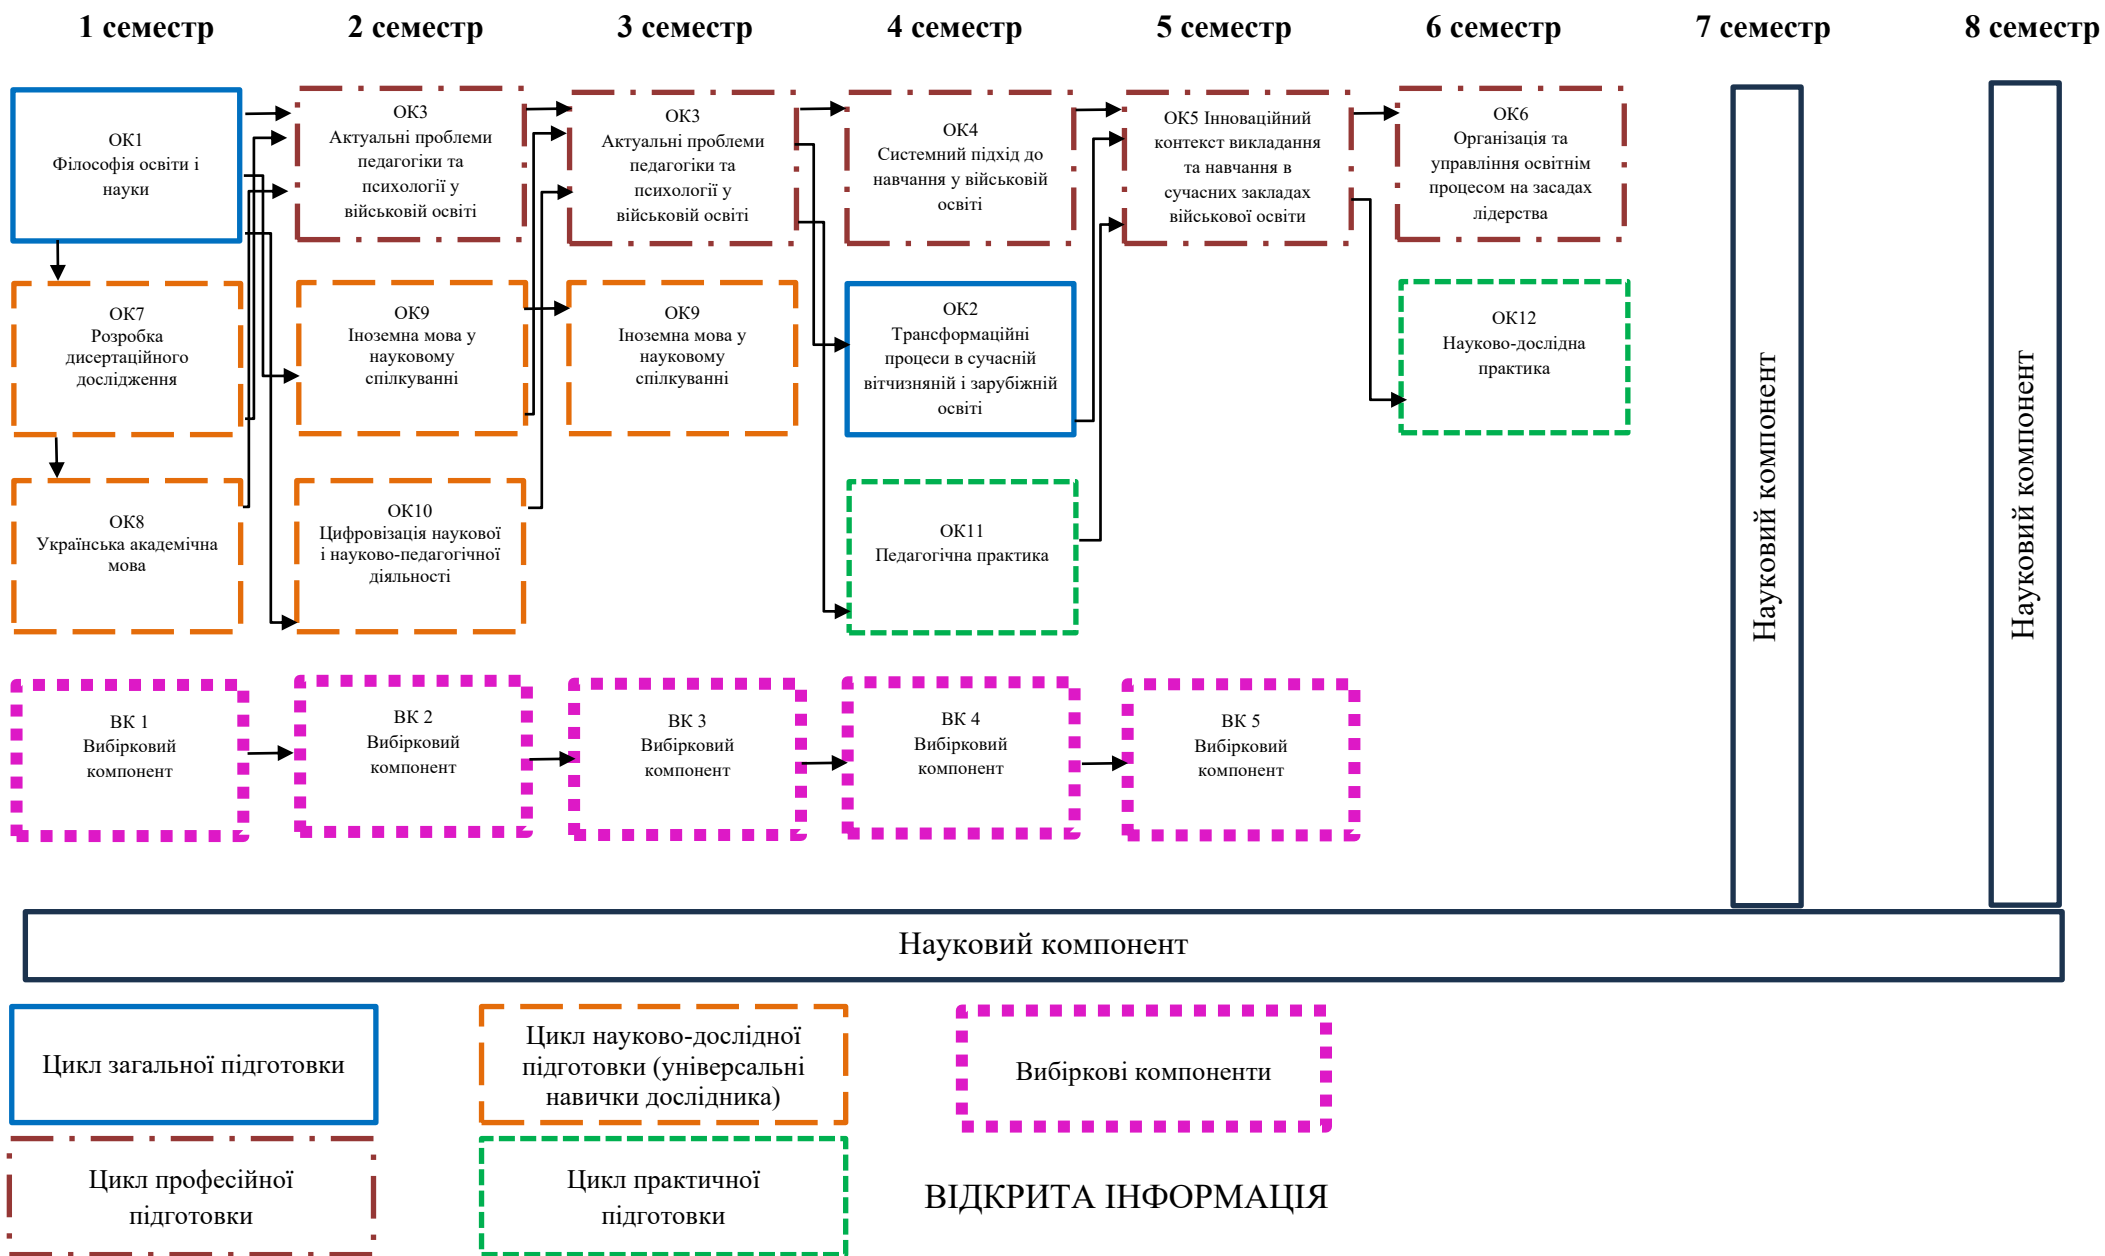 1 семестр
2 семестр
3 семестр
4 семестр
5 семестр
6 семестр
7 семестр
8 семестр
ОК1
Філософія освіти і
науки
ОК3
Актуальні проблеми
педагогіки та
психології у
військовій освіті
ОК3
Актуальні проблеми
педагогіки та
психології у
військовій освіті
ОК4
Системний підхід до
навчання у військовій
освіті
ОК5 Інноваційний
контекст викладання
та навчання в
сучасних закладах
військової освіти
ОК6
Організація та
управління освітнім
процесом на засадах
лідерства
ОК7
Розробка
дисертаційного
дослідження
ОК9
Іноземна мова у
науковому
спілкуванні
ОК9
Іноземна мова у
науковому
спілкуванні
ОК2
Трансформаційні
процеси в сучасній
вітчизняній і зарубіжній
освіті
ОК12
Науково-дослідна
практика
ОК8
Українська академічна
мова
ОК10
Цифровізація наукової
і науково-педагогічної
діяльності
ОК11
Педагогічна практика
Науковий компонент
Науковий компонент
ВК 1
Вибірковий
компонент
ВК 2
Вибірковий
компонент
ВК 3
Вибірковий
компонент
ВК 4
Вибірковий
компонент
ВК 5
Вибірковий
компонент
Науковий компонент
Цикл загальної підготовки
Цикл науково-дослідної
підготовки (універсальні
навички дослідника)
Вибіркові компоненти
Цикл професійної
підготовки
Цикл практичної
підготовки
ВІДКРИТА ІНФОРМАЦІЯ